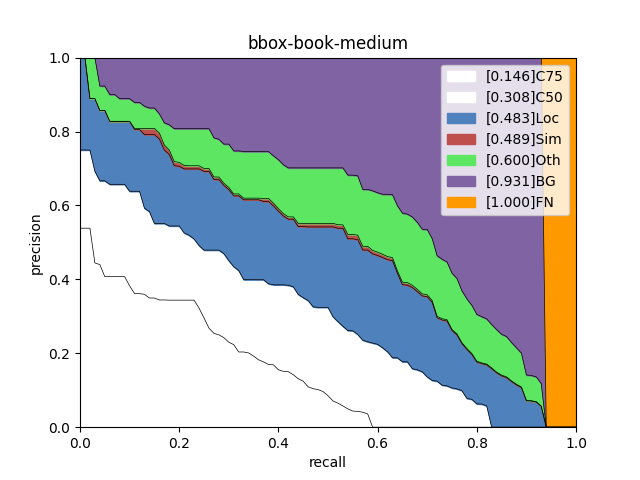 bbox-book-medium
[0.146]C75
[0.308]C50
[0.483]Loc
[0.489]Sim
[0.600]Oth
[0.931]BG
[1.000]FN
precision
1.0
0.8
0.6
0.4
0.2
0.0
0.0 0.2 0.4 0.6 0.8 1.0
recall